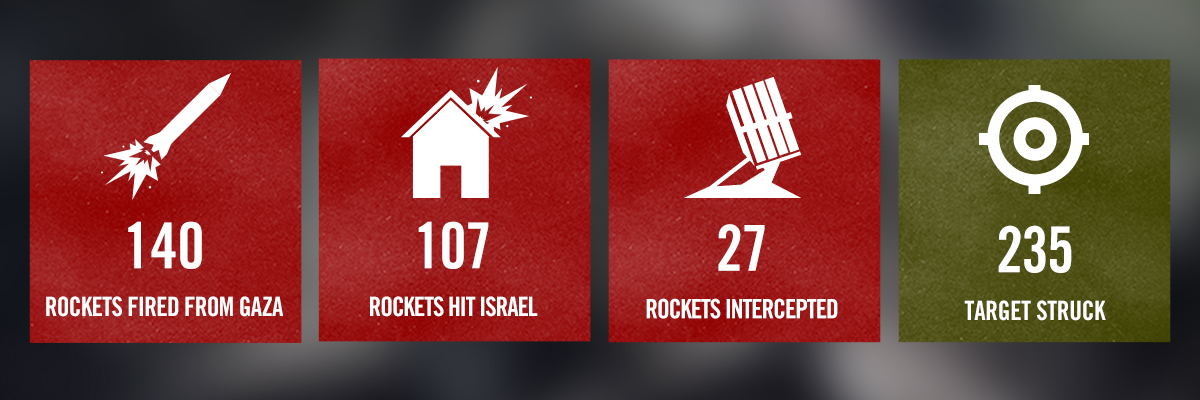 140
ROCKETS FIRED FROM GAZA
107
ROCKETS HIT ISRAEL
27
ROCKETS INTERCEPTED
235
TARGET STRUCK